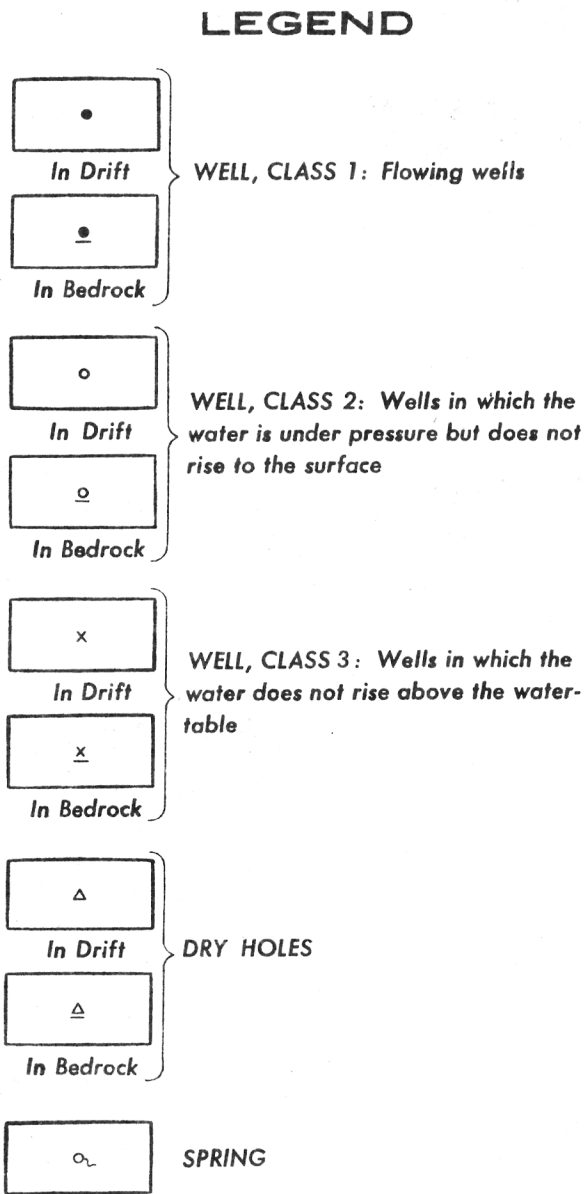 LEGEND
In Drift
WELL, CLASS 1: Flowing wells
In Bedrock
In Drift
WELL, CLASS 2: Wells in which the
water is under pressure but does not
rise to the surface
In Bedrock
In Drift
WELL, CLASS 3: Wells in which the
water does not rise above the water-
table
In Bedrock
In Drift
DRY HOLES
In Bedrock
SPRING